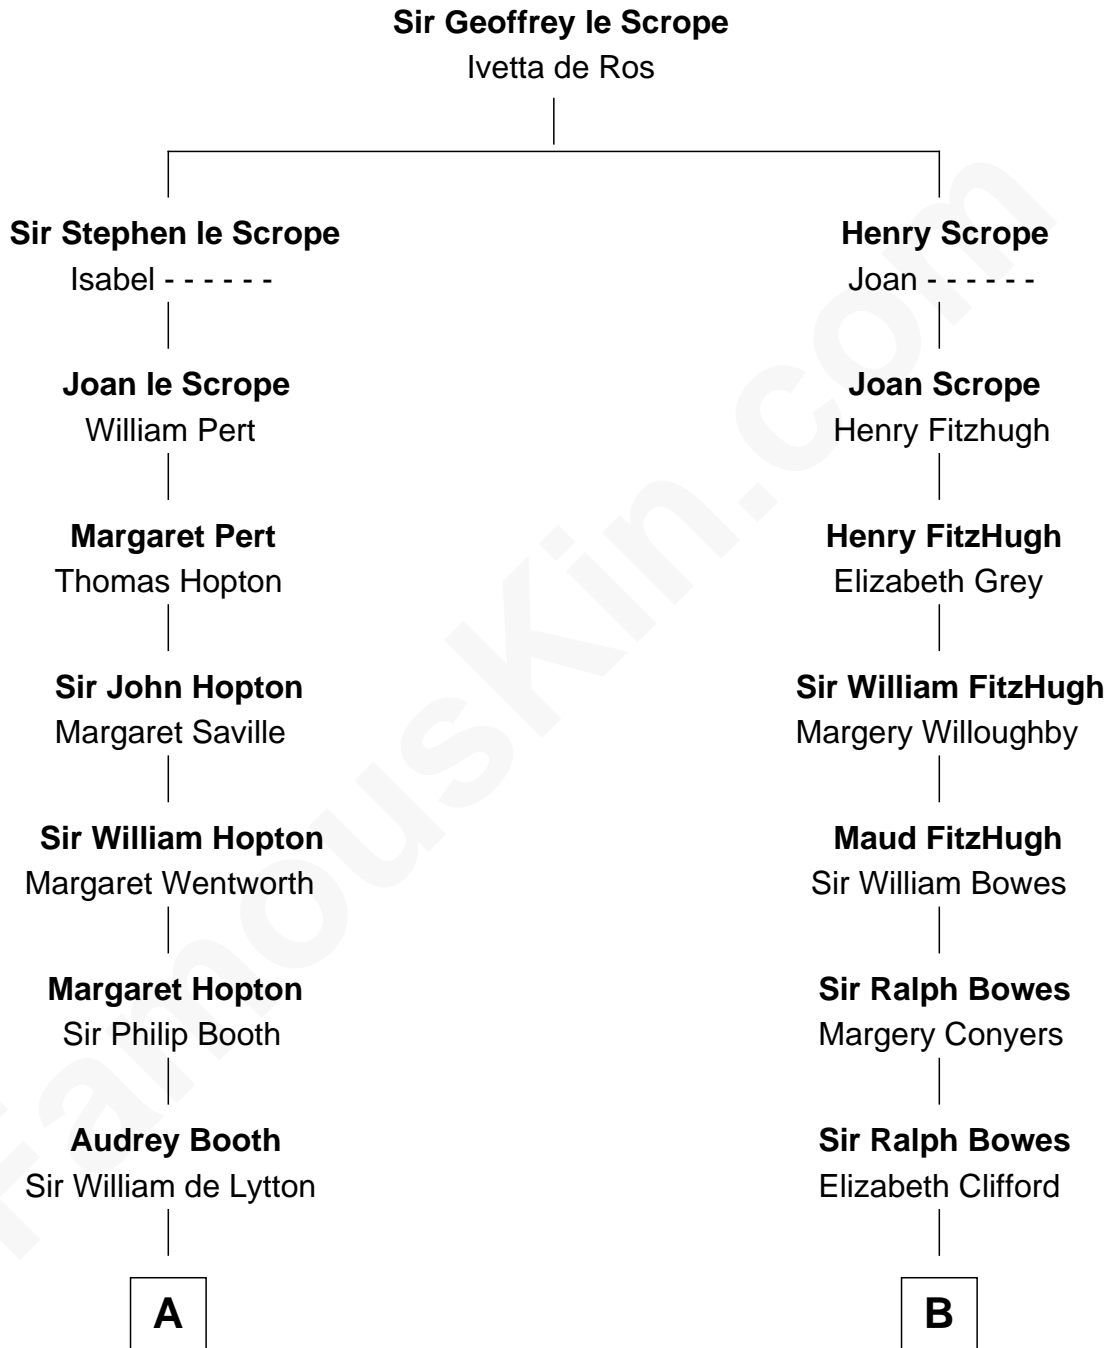 Sir Geoffrey le Scrope
Ivetta de Ros
Sir Stephen le Scrope
Isabel - - - - - -
Joan le Scrope
William Pert
Margaret Pert
Thomas Hopton
Sir John Hopton
Margaret Saville
Sir William Hopton
Margaret Wentworth
Margaret Hopton
Sir Philip Booth
Audrey Booth
Sir William de Lytton
A
Henry Scrope
Joan - - - - - -
Joan Scrope
Henry Fitzhugh
Henry FitzHugh
Elizabeth Grey
Sir William FitzHugh
Margery Willoughby
Maud FitzHugh
Sir William Bowes
Sir Ralph Bowes
Margery Conyers
Sir Ralph Bowes
Elizabeth Clifford
B
FamousKin.com